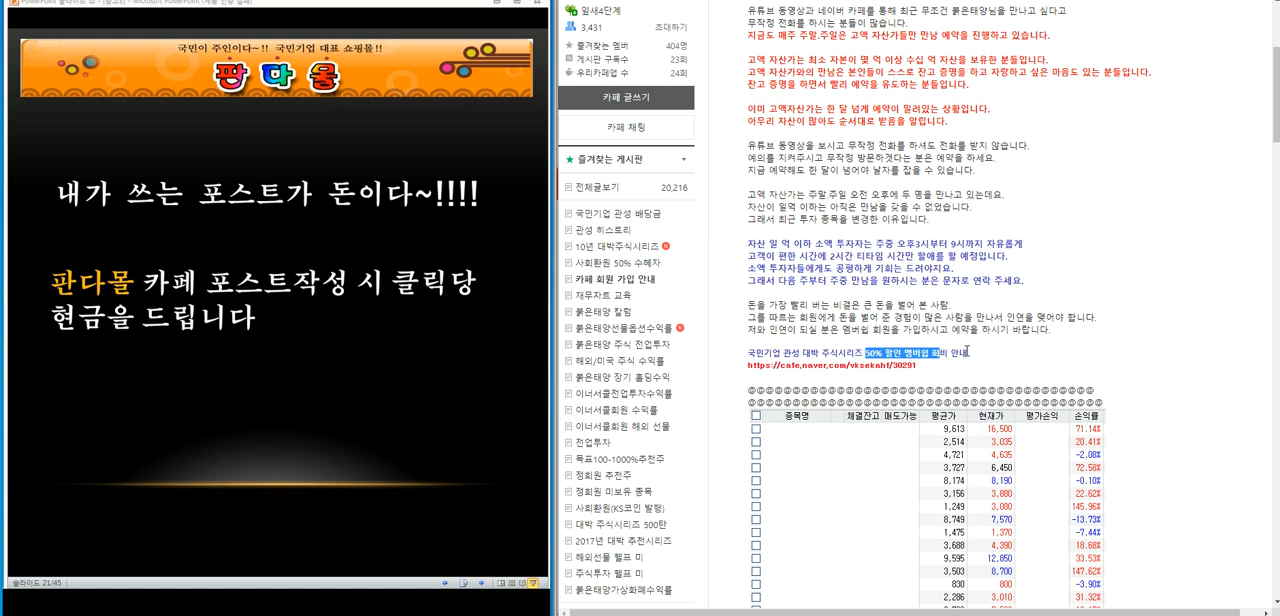 국민이 주인이다~!! 국민기업 대표 쇼핑몰!!
판다몰
내가 쓰는 포스트가 돈이다~!!!!
판다몰 카페 포스트작성 시 클릭당
현금을 드립니다
슬라이드 21/45
잎새4단계
3,431 초대하기
즐겨찾는 멤버 404명
게시판 구독수 23회
우리카페앱 수 24회
카페 글쓰기
카페 채팅
즐겨찾는 게시판
전체글보기 20,216
국민기업 관성 배당금
관성 히스토리
10년 대박주식시리즈
사회환원 50% 수혜자
카페 회원 가입 안내
재무차트 교육
붉은태양 칼럼
붉은태양선물옵션수익률
붉은태양 주식 전업투자
해외/미국 주식 수익률
붉은태양 장기 홀딩수익
이너서클전업투자수익률
이너서클회원 수익률
이너서클회원 해외 선물
전업투자
목표100-1000%추천주
정회원 추천주
정회원 미보유 종목
사회환원(KS코인 발행)
대박 주식시리즈 500탄
2017년 대박 추천시리즈
해외선물 헬프 미
주식투자 헬프 미
붉은태양가상화폐수익률
유튜브 동영상과 네이버 카페를 통해 최근 무조건 붉은태양님을 만나고 싶다고
무작정 전화를 하시는 분들이 많습니다.
지금도 매주 주말.주일은 고액 자산가들만 만남 예약을 진행하고 있습니다.
고액 자산가는 최소 자본이 몇 억 이상 수십 억 자산을 보유한 분들입니다.
고액 자산가와의 만남은 본인들이 스스로 잔고 증명을 하고 자랑하고 싶은 마음도 있는 분들입니다.
잔고 증명을 하면서 빨리 예약을 유도하는 분들입니다.
이미 고액자산가는 한 달 넘게 예약이 밀려있는 상황입니다.
아무리 자산이 많아도 순서대로 받음을 알립니다.
유튜브 동영상을 보시고 무작정 전화를 하셔도 전화를 받지 않습니다.
예의를 지켜주시고 무작정 방문하겠다는 분은 예약을 하세요.
지금 예약해도 한 달이 넘어야 날자를 잡을 수 있습니다.
고액 자산가는 주말.주일 오전 오후에 두 명을 만나고 있는데요.
자산이 일억 이하는 아직은 만남을 갖을 수 없었습니다.
그래서 최근 투자 종목을 변경한 이유입니다.
자산 일 억 이하 소액 투자자는 주중 오후3시부터 9시까지 자유롭게
고객이 편한 시간에 2시간 티타임 시간만 할애를 할 예정입니다.
소액 투자자들에게도 공평하게 기회는 드려야지요.
그래서 다음 주부터 주중 만남을 원하시는 분은 문자로 연락 주세요.
돈을 가장 빨리 버는 비결은 큰 돈을 벌어 본 사람.
그를 따르는 회원에게 돈을 벌어 준 경험이 많은 사람을 만나서 인연을 맺어야 합니다.
저와 인연이 되실 분은 멤버쉽 회원을 가입하시고 예약을 하시기 바랍니다.
국민기업 관성 대박 주식시리즈 50% 할인 멤버쉽 회비 안내
https://cafe.naver.com/vksekahf/30291
@@@@@@@@@@@@@@@@@@@@@@@@@@@@@@@@@@@@@
@@@@@@@@@@@@@@@@@@@@@@@@@@@@@@@@@@@@@@
종목명 체결잔고 매도가능 평균가 현재가 평가손익 손익률
9,613 16,500 71.14%
2,514 3,035 20.41%
4,721 4,635 -2.08%
3,727 6,450 72.58%
8,174 8,190 -0.10%
3,156 3,880 22.62%
1,249 3,080 145.96%
8,749 7,570 -13.73%
1,475 1,370 -7.44%
3,688 4,390 18.68%
9,595 12,850 33.53%
3,503 8,700 147.62%
830 800 -3.90%
2,286 3,010 31.32%